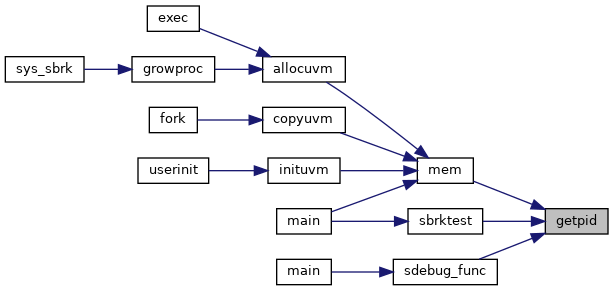 exec
sys_sbrk
growproc
allocuvm
fork
copyuvm
userinit
inituvm
mem
main
sbrktest
getpid
main
sdebug_func